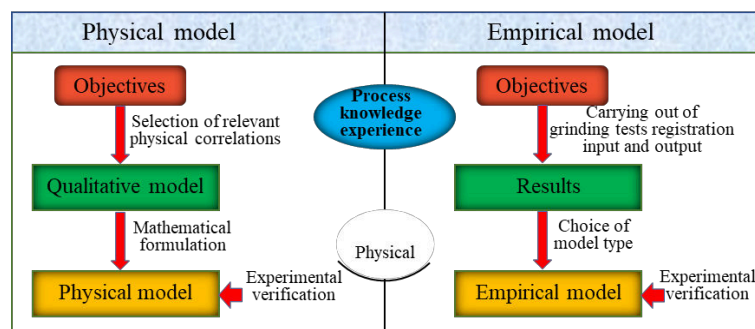 Physical model
Empirical model
Objectives
Selection of relevant
physical correlations
Qualitative model
Mathematical
formulation
Physical model
Experimental
verification
Process
knowledge
experience
Physical
Objectives
Carrying out of
grinding tests registration
input and output
Results
Choice of
model type
Empirical model
Experimental
verification